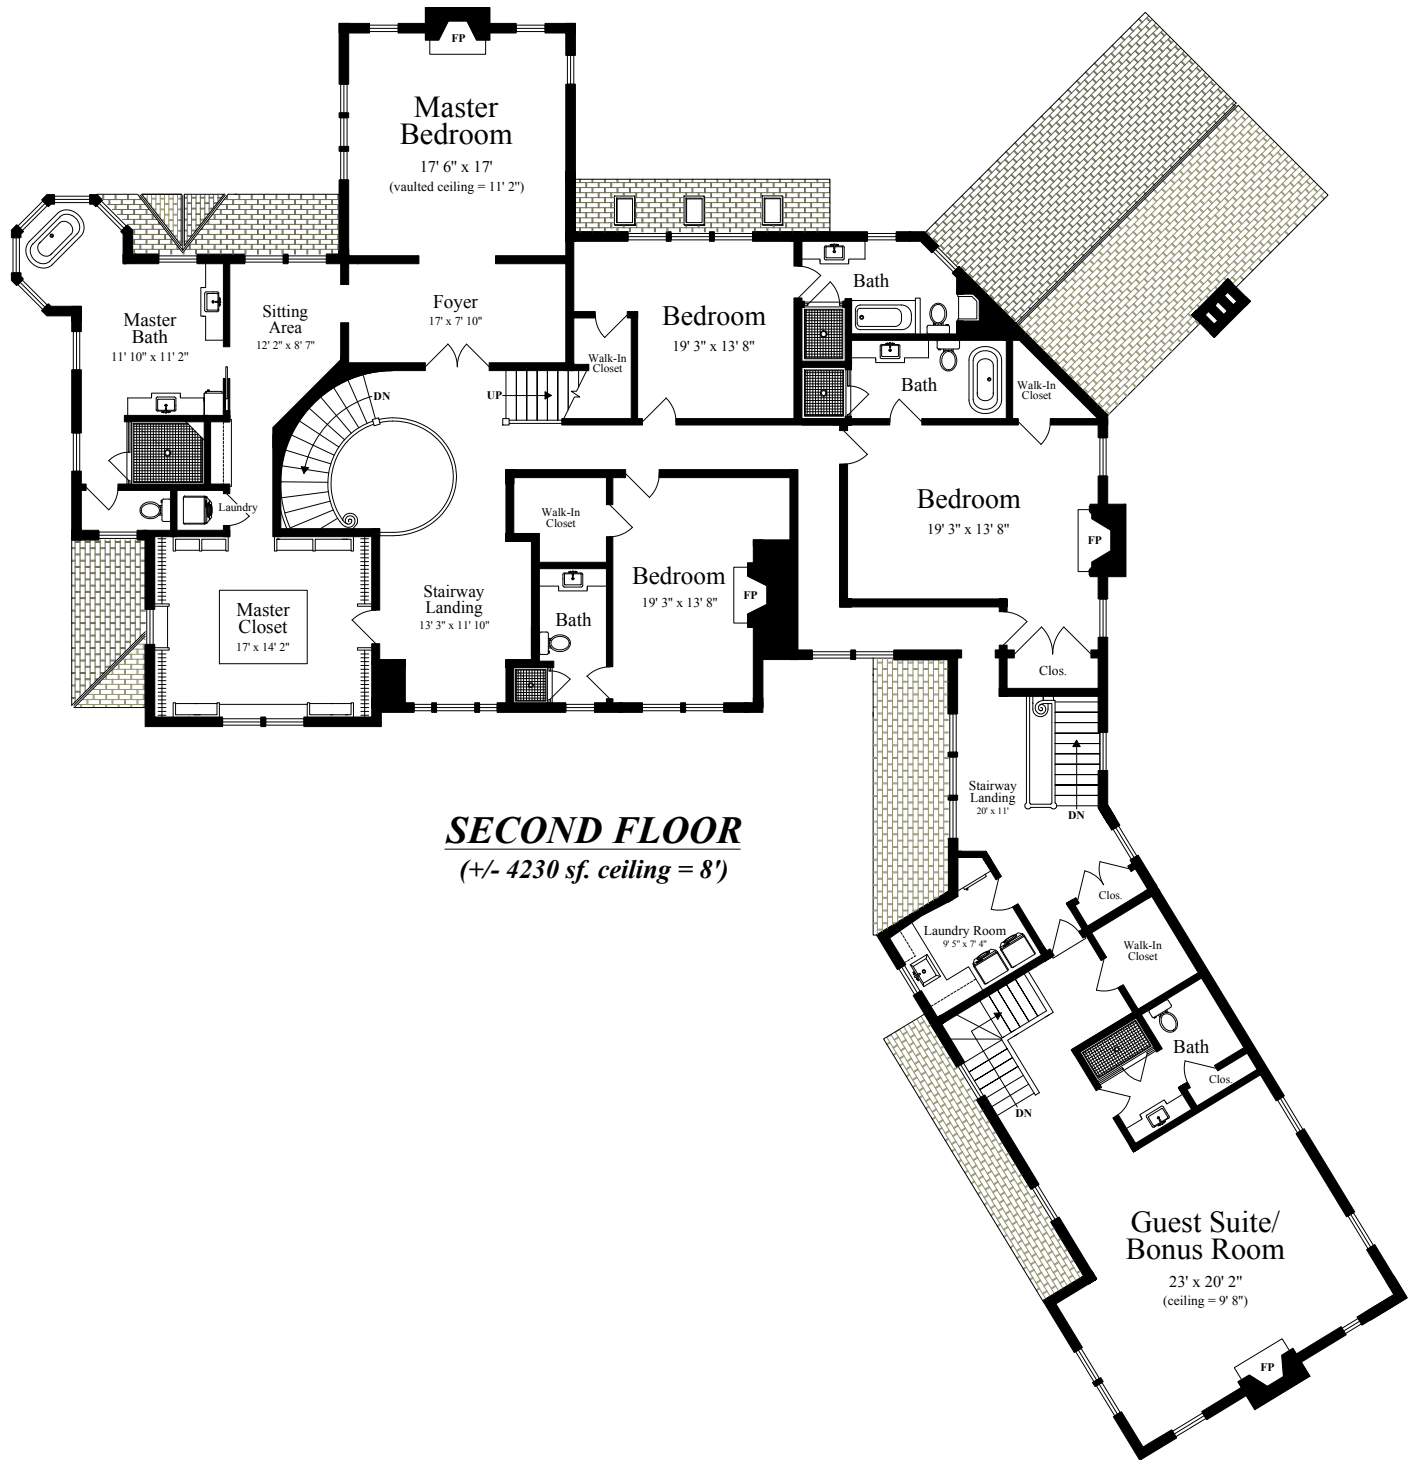 FP
Master
Bedroom
17' 6" x 17'
(vaulted ceiling = 11' 2")
Master
Bath
11' 10" x 11' 2"
Sitting
Area
12' 2" x 8' 7"
Foyer
17' x 7' 10"
Bedroom
19' 3" x 13' 8"
Bath
Walk-In
Closet
Bath
Walk-In
Closet
DN
UP
Laundry
Walk-In
Closet
Bedroom
19' 3" x 13' 8"
FP
Bedroom
19' 3" x 13' 8"
FP
Master
Closet
17' x 14' 2"
Stairway
Landing
13' 3" x 11' 10"
Bath
Clos.
Stairway
Landing
20' x 11'
DN
SECOND FLOOR
(+/- 4230 sf. ceiling = 8')
Clos.
Laundry Room
9' 5" x 7' 4"
Walk-In
Closet
Bath
Clos.
DN
Guest Suite/
Bonus Room
23' x 20' 2"
(ceiling = 9' 8")
FP